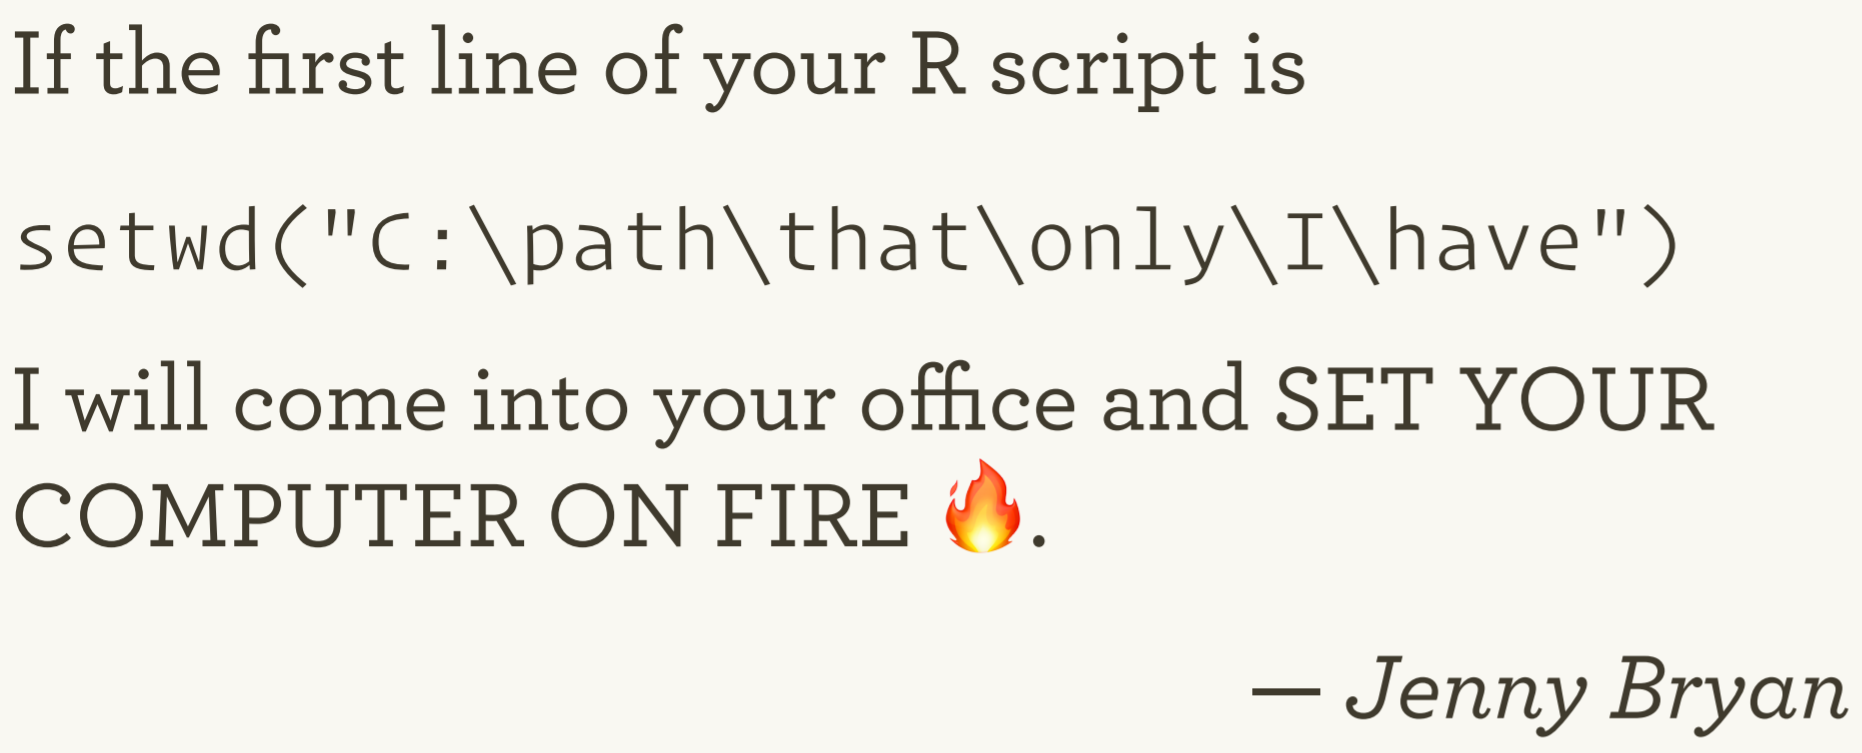 If the first line of your R script is
setwd("C:\path\that\only\I\have")
I will come into your office and SET YOUR
COMPUTER ON FIRE 🔥.
— Jenny Bryan